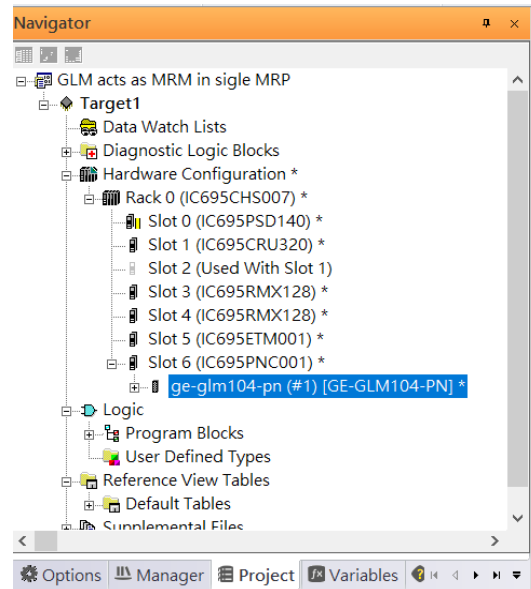 Navigator
GLM acts as MRM in sigle MRP
Target1
Data Watch Lists
Diagnostic Logic Blocks
Hardware Configuration *
Rack 0 (IC695CHS007) *
Slot 0 (IC695PSD140) *
Slot 1 (IC695CRU320) *
Slot 2 (Used With Slot 1)
Slot 3 (IC695RMX128) *
Slot 4 (IC695RMX128) *
Slot 5 (IC695ETM001) *
Slot 6 (IC695PNC001) *
ge-glm104-pn (#1) [GE-GLM104-PN] *
Logic
Program Blocks
User Defined Types
Reference View Tables
Default Tables
Supplemental Files
Options Manager Project Variables